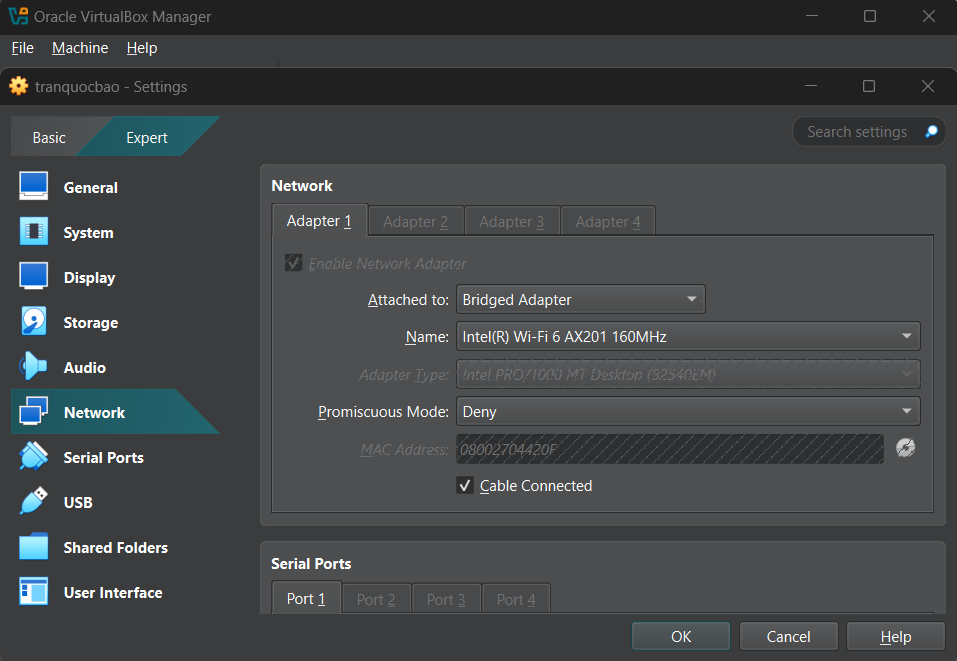 Oracle VirtualBox Manager
File Machine Help
tranquocbao - Settings
Basic Expert
Search settings
General
System
Display
Storage
Audio
Network
Serial Ports
USB
Shared Folders
User Interface
Network
Adapter 1 Adapter 2 Adapter 3 Adapter 4
Enable Network Adapter
Attached to: Bridged Adapter
Name: Intel(R) Wi-Fi 6 AX201 160MHz
Adapter Type: Intel PRO/1000 MT Desktop (82540EM)
Promiscuous Mode: Deny
MAC Address: 08002704420F
Cable Connected
Serial Ports
Port 1 Port 2 Port 3 Port 4
OK Cancel Help